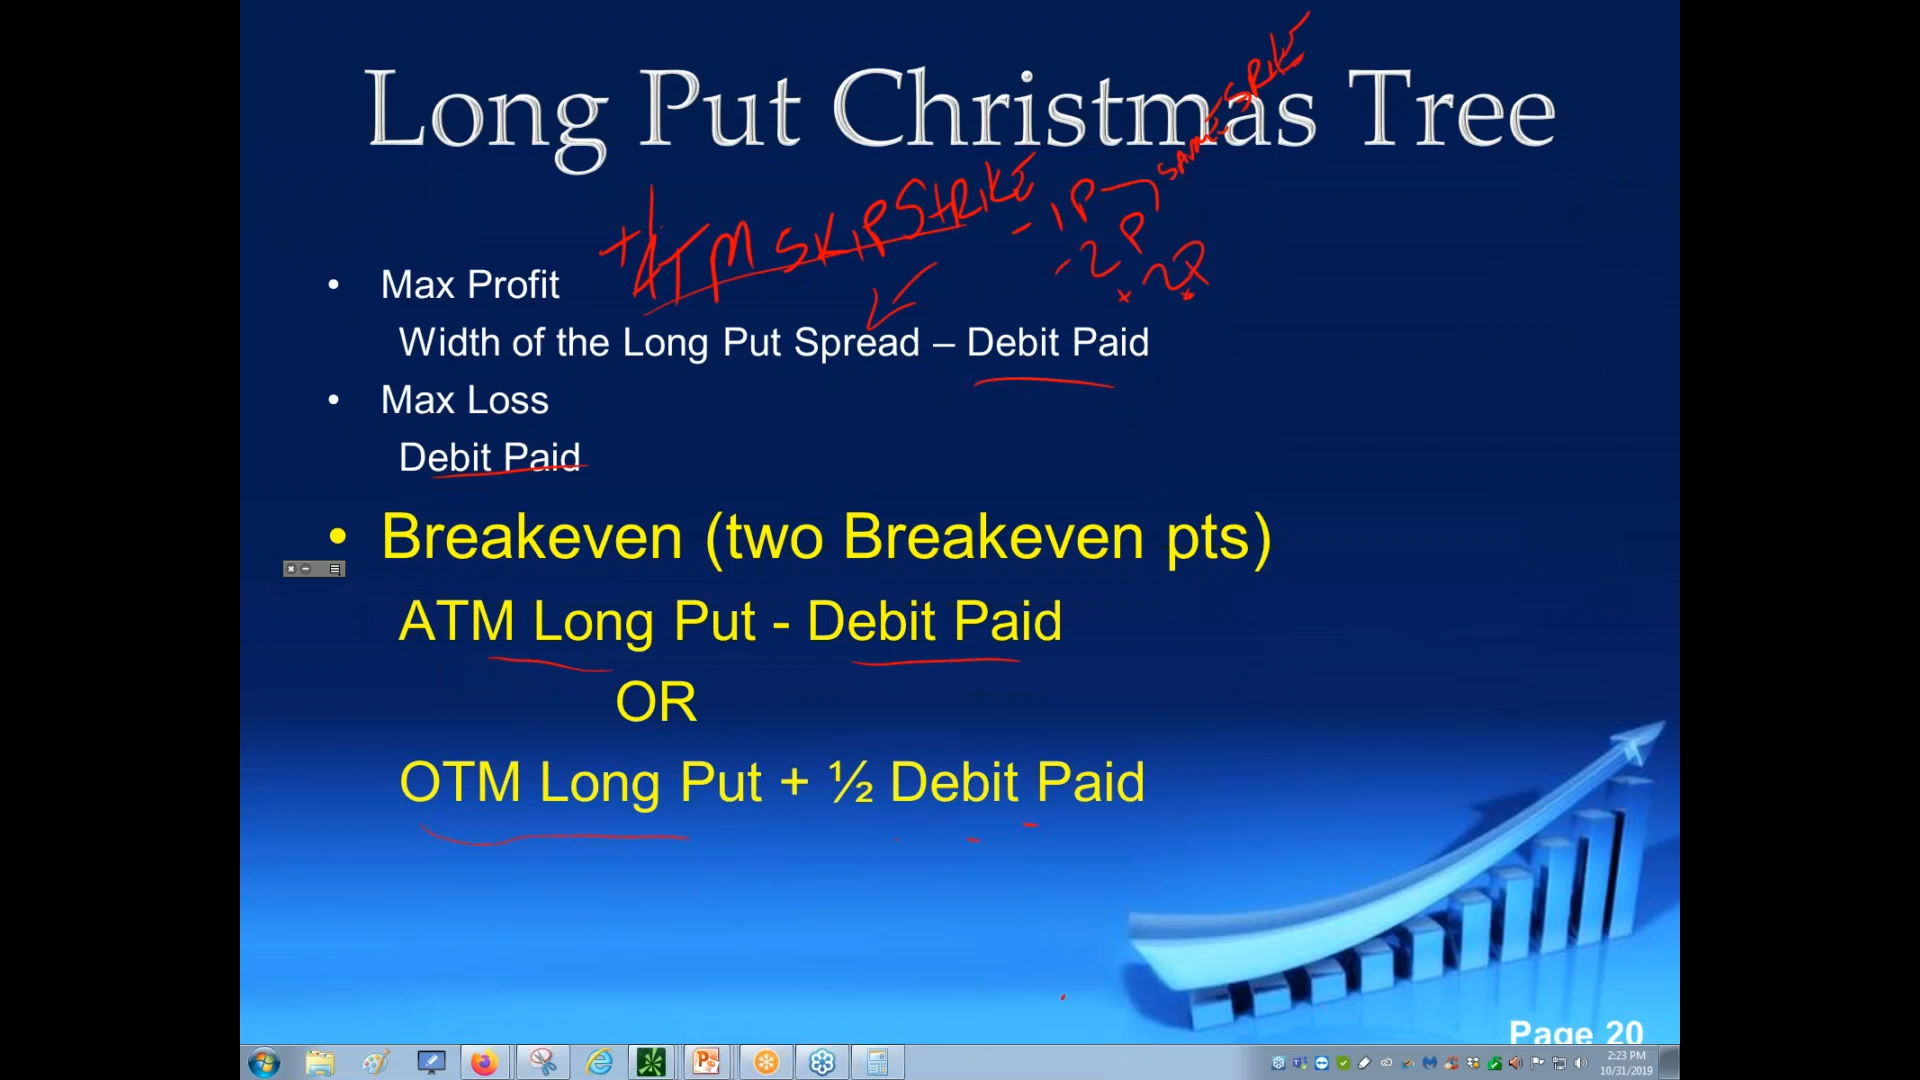 Long Put Christmas Tree
SAME SRIKE
+ATM SKIP STRIKE -1P
-2P
2P
• Max Profit
Width of the Long Put Spread – Debit Paid
• Max Loss
Debit Paid
• Breakeven (two Breakeven pts)
ATM Long Put - Debit Paid
OR
OTM Long Put + ½ Debit Paid
Page 20
2:23 PM
10/31/2019